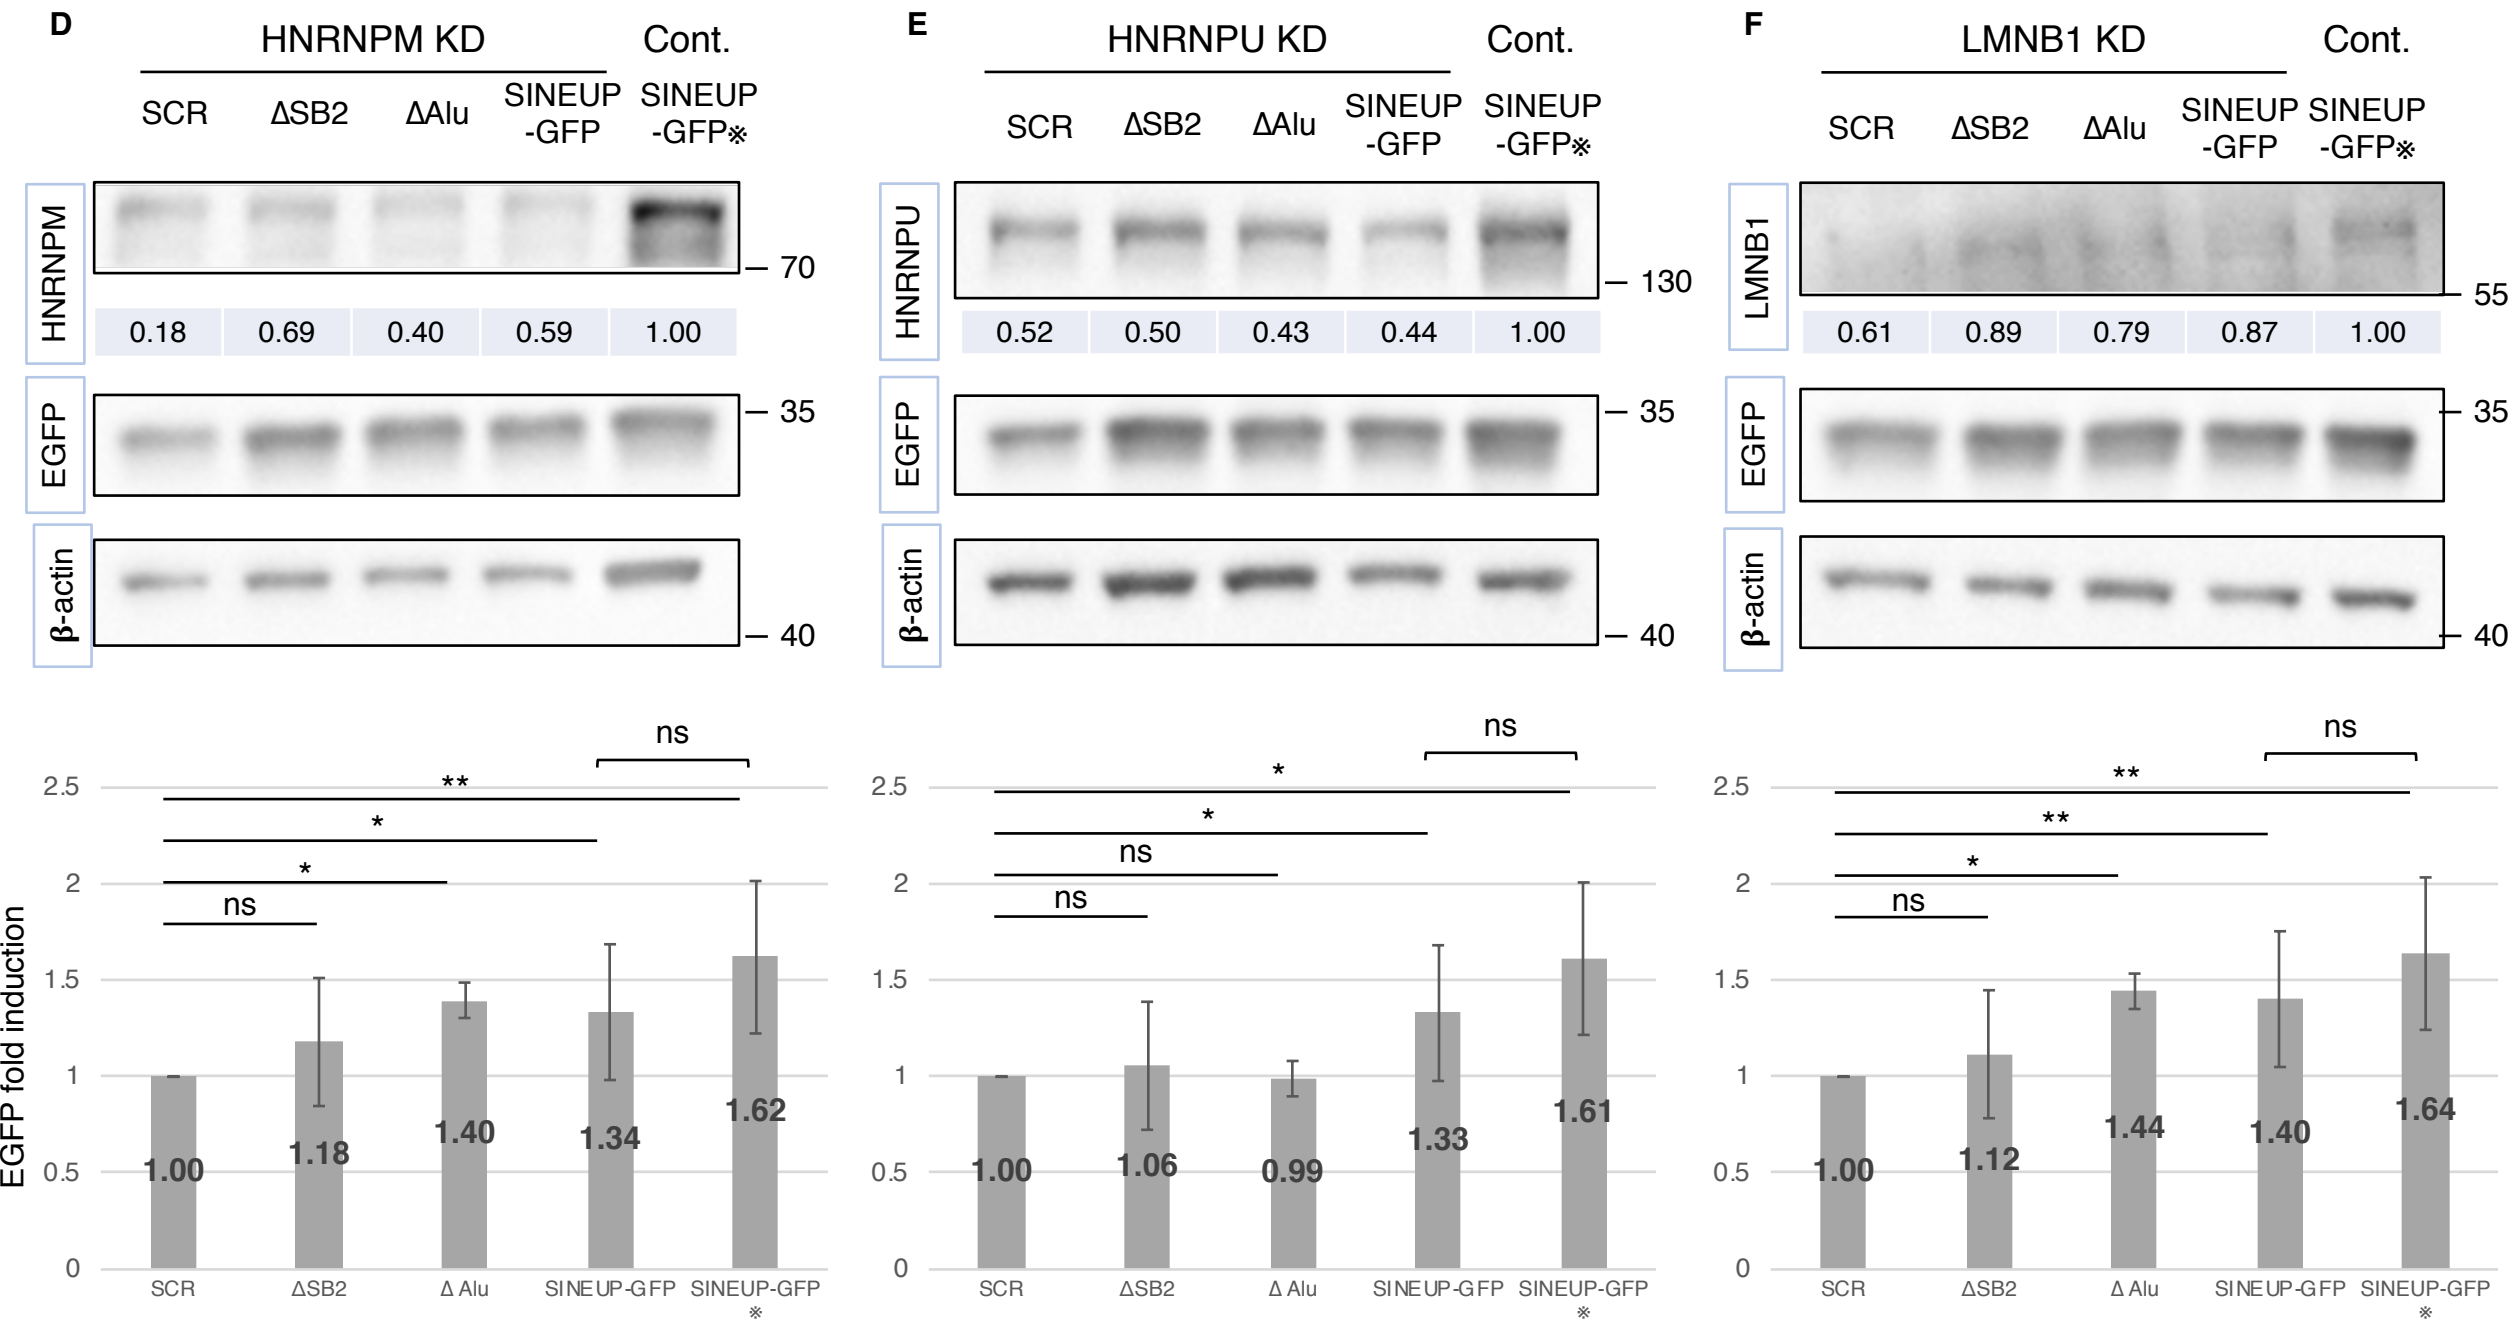 D
HNRNPM KD
Cont.
SCR
ΔSB2
ΔAlu
SINEUP
-GFP
SINEUP
-GFP※
HNRNPM
70
0.18 0.69 0.40 0.59 1.00
EGFP
35
β-actin
40
E
HNRNPU KD
Cont.
SCR
ΔSB2
ΔAlu
SINEUP
-GFP
SINEUP
-GFP※
HNRNPU
130
0.52 0.50 0.43 0.44 1.00
EGFP
35
β-actin
40
F
LMNB1 KD
Cont.
SCR
ΔSB2
ΔAlu
SINEUP
-GFP
SINEUP
-GFP※
LMNB1
55
0.61 0.89 0.79 0.87 1.00
EGFP
35
β-actin
40
EGFP fold induction
ns
**
*
*
ns
2.5
2
1.5
1
0.5
0
1.00
1.18
1.40
1.34
1.62
SCR
ΔSB2
Δ Alu
SINEUP-GFP
SINEUP-GFP
※
ns
*
*
ns
ns
2.5
2
1.5
1
0.5
0
1.00
1.06
0.99
1.33
1.61
SCR
ΔSB2
Δ Alu
SINEUP-GFP
SINEUP-GFP
※
ns
**
**
*
ns
2.5
2
1.5
1
0.5
0
1.00
1.12
1.44
1.40
1.64
SCR
ΔSB2
Δ Alu
SINEUP-GFP
SINEUP-GFP
※